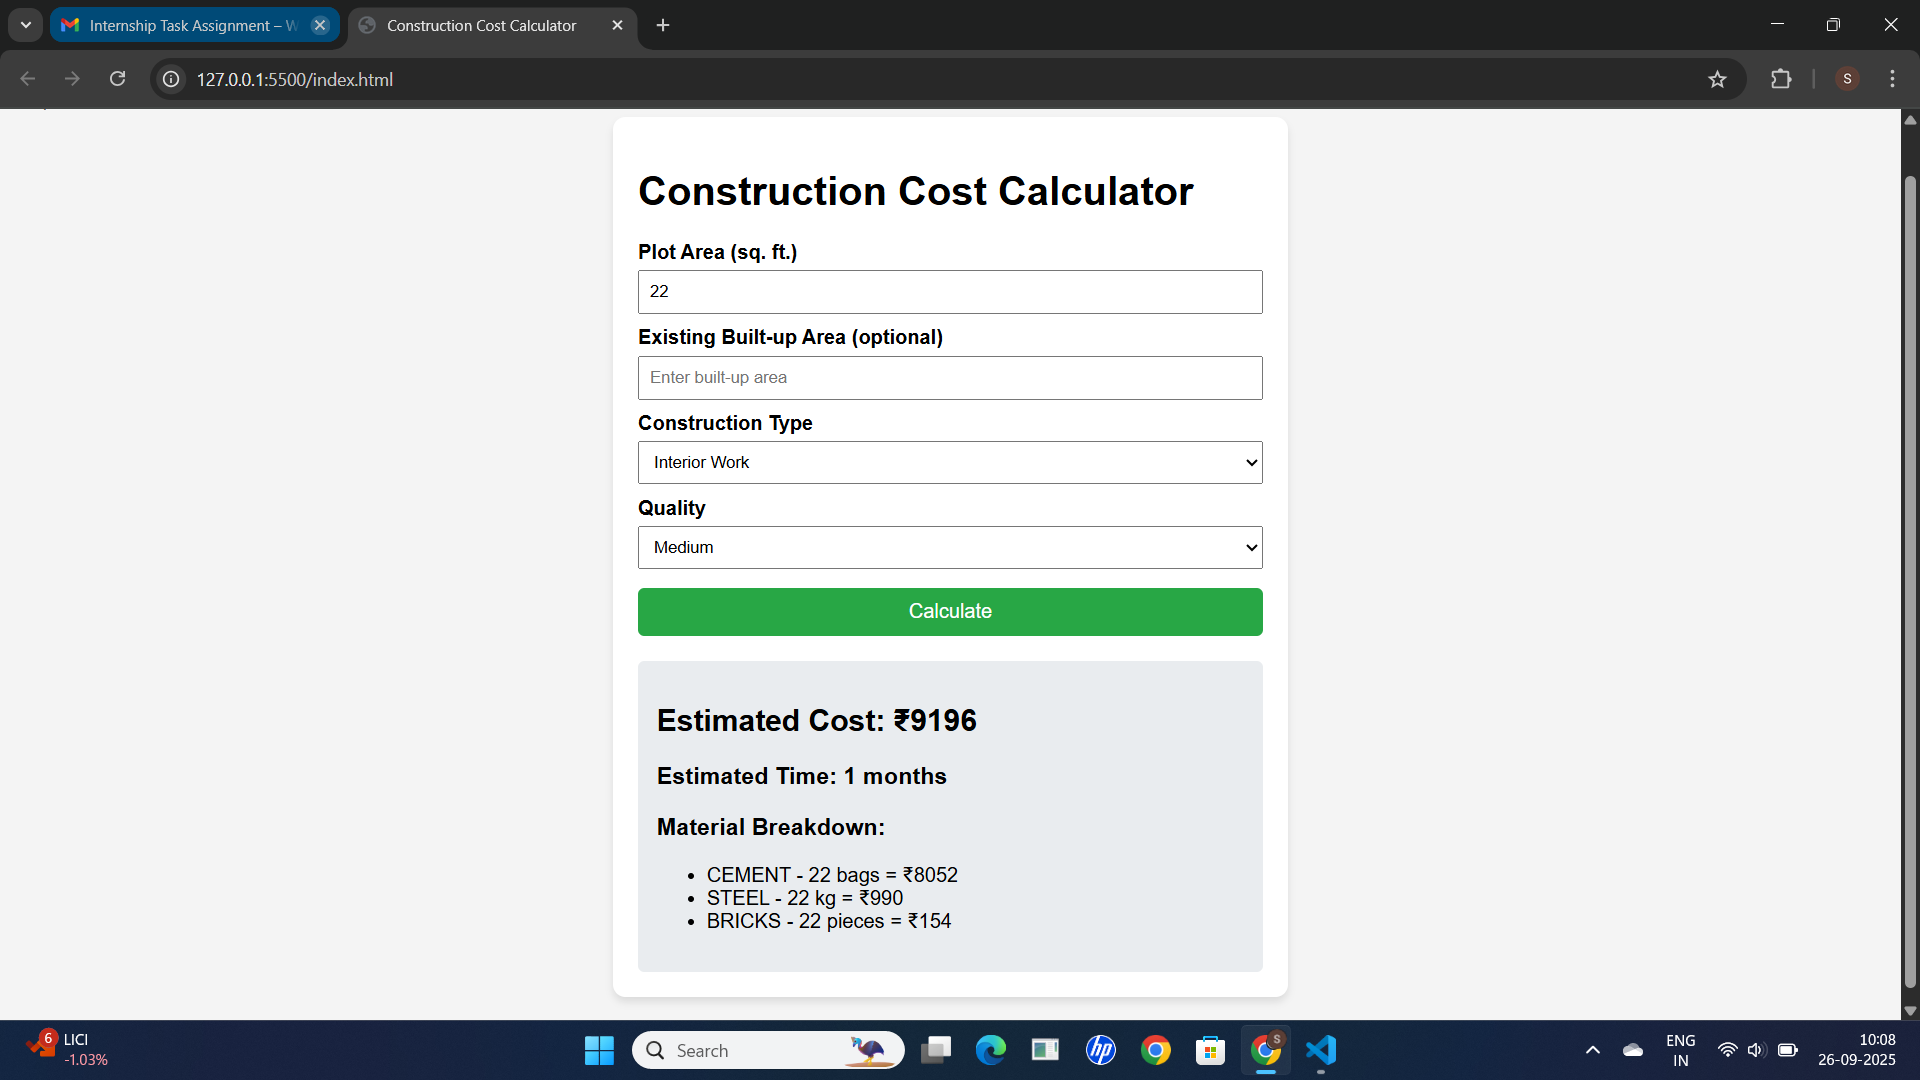 Internship Task Assignment – W
Construction Cost Calculator
127.0.0.1:5500/index.html
S
Construction Cost Calculator
Plot Area (sq. ft.)
22
Existing Built-up Area (optional)
Enter built-up area
Construction Type
Interior Work
Quality
Medium
Calculate
Estimated Cost: ₹9196
Estimated Time: 1 months
Material Breakdown:
• CEMENT - 22 bags = ₹8052
• STEEL - 22 kg = ₹990
• BRICKS - 22 pieces = ₹154
6
LICI
-1.03%
Search
hp
S
ENG
IN
10:08
26-09-2025